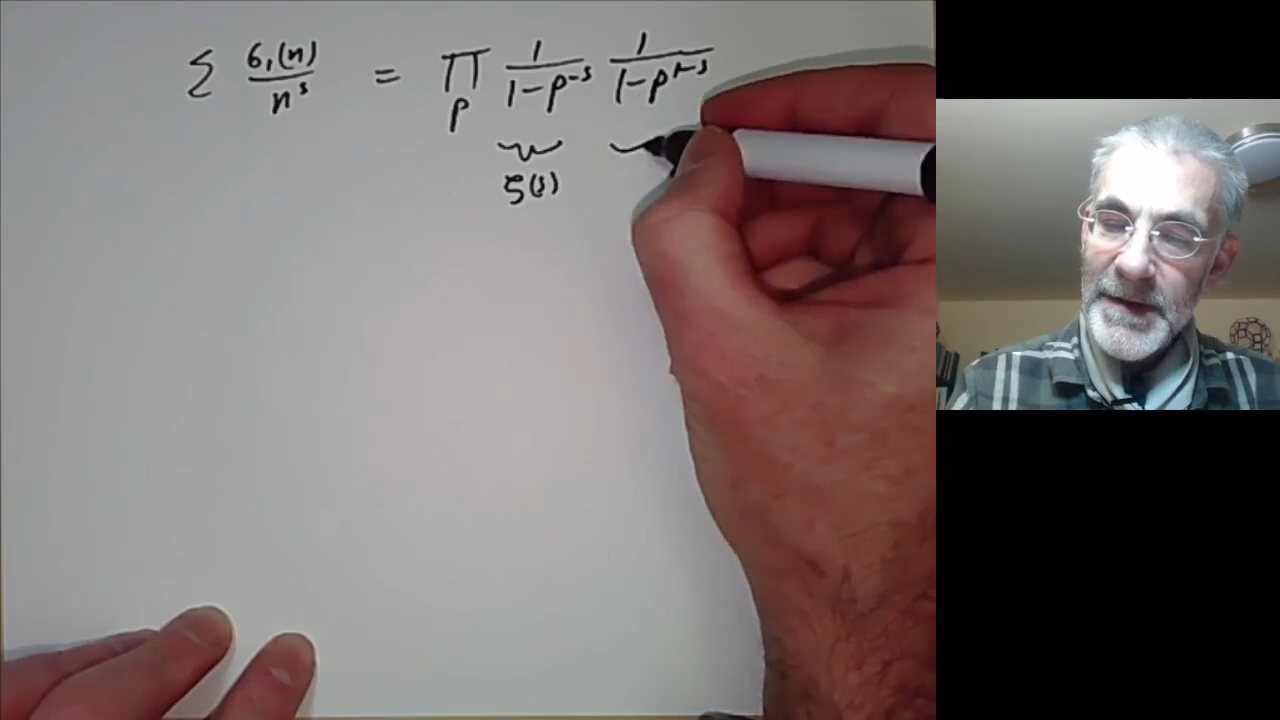 Σ σ₁(n)/nˢ = ∏ₚ 1/(1-p⁻ˢ) 1/(1-p¹⁻ˢ)
ζ(s)